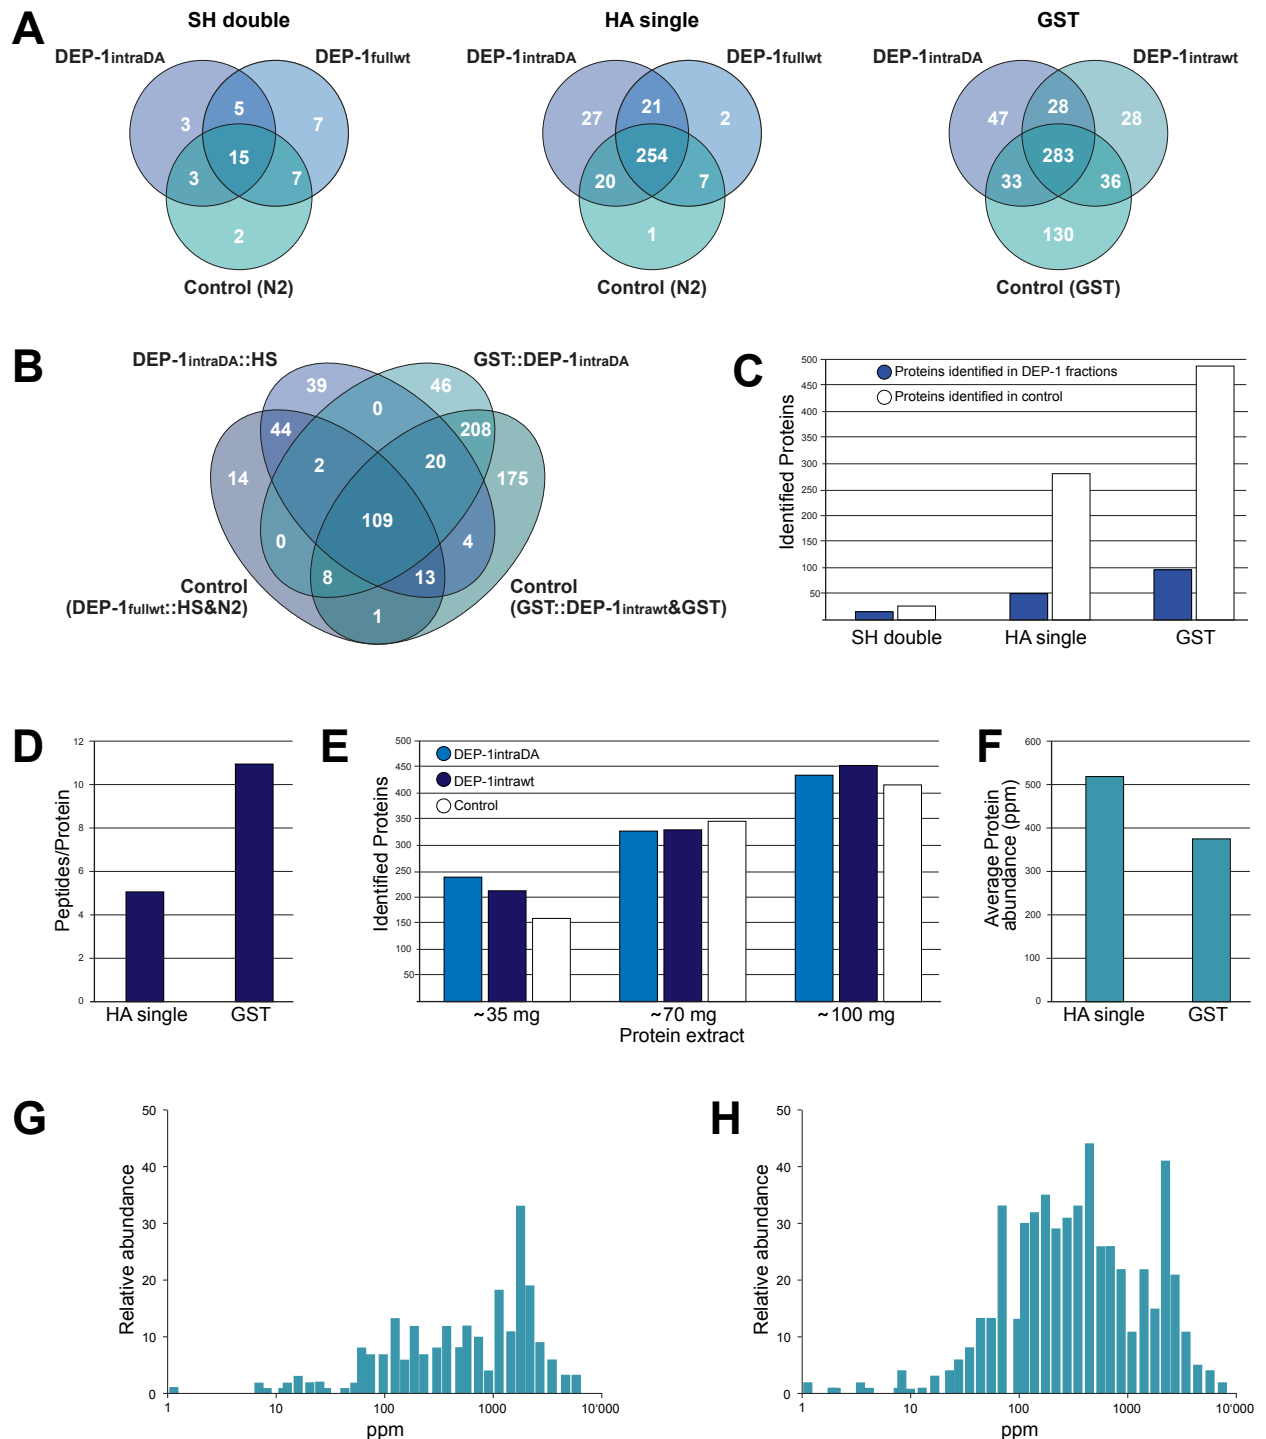 A
SH double
HA single
GST
DEP-1intraDA
DEP-1fullwt
DEP-1intraDA
DEP-1fullwt
DEP-1intraDA
DEP-1intrawt
3
5
7
15
3
7
2
27
21
2
254
20
7
1
47
28
28
283
33
36
130
Control (N2)
Control (N2)
Control (GST)
B
DEP-1intraDA::HS
GST::DEP-1intraDA
39
46
0
44
208
14
2
20
175
109
0
4
8
13
1
Control
(DEP-1fullwt::HS&N2)
Control
(GST::DEP-1intrawt&GST)
C
Identified Proteins
500
450
400
350
300
250
200
150
100
50
Proteins identified in DEP-1 fractions
Proteins identified in control
SH double
HA single
GST
D
Peptides/Protein
12
10
8
6
4
2
0
HA single
GST
E
Identified Proteins
500
450
400
350
300
250
200
150
100
50
DEP-1intraDA
DEP-1intrawt
Control
~35 mg
~70 mg
~100 mg
Protein extract
F
Average Protein
abundance (ppm)
600
500
400
300
200
100
0
HA single
GST
G
Relative abundance
50
40
30
20
10
0
1
10
100
1000
10'000
ppm
H
Relative abundance
50
40
30
20
10
0
1
10
100
1000
10'000
ppm